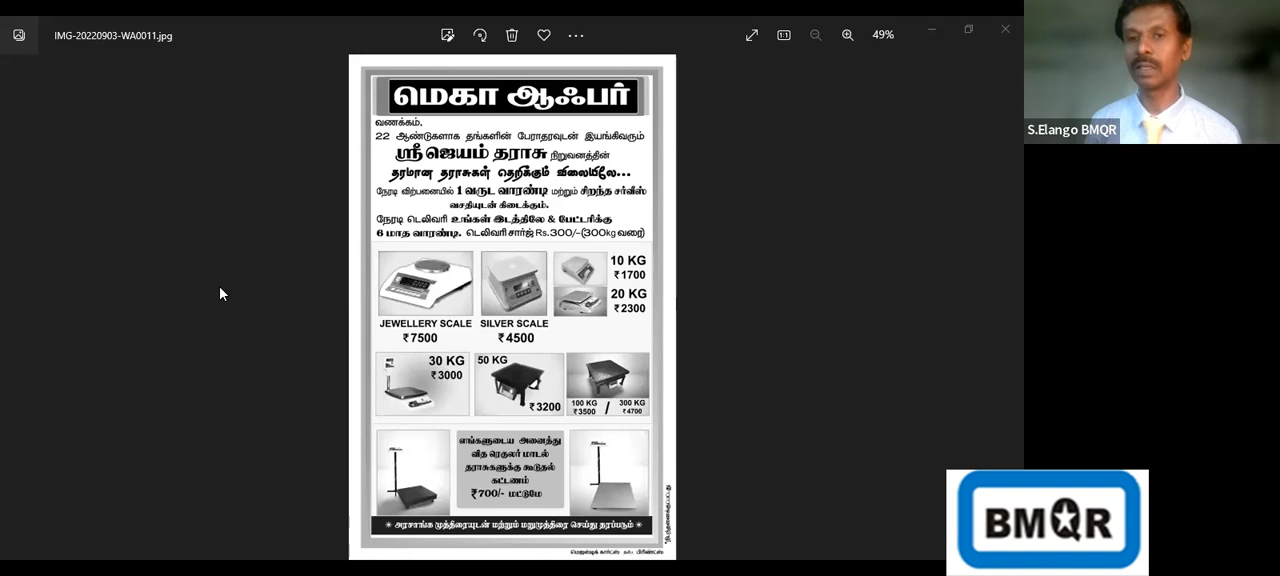 IMG-20220903-WA0011.jpg
49%
S.Elango BMQR
மெகா ஆஃபர்
வணக்கம்,
22 ஆண்டுகளாக தங்களின் பேராதரவுடன் இயங்கிவரும்
ஸ்ரீ ஜெயம் தராசு நிறுவனத்தின்
தரமான தராசுகள் தெறிக்கும் விலையிலே...
நேரடி விற்பனையில் 1 வருட வாரண்டி மற்றும் சிறந்த சர்வீஸ்
வசதியுடன் கிடைக்கும்.
நேரடி டெலிவரி உங்கள் இடத்திலே & பேட்டரிக்கு
6 மாத வாரண்டி. டெலிவரி சார்ஜ் Rs.300/-(300kg வரை)
10 KG
₹1700
20 KG
₹2300
JEWELLERY SCALE
₹7500
SILVER SCALE
₹4500
30 KG
₹3000
50 KG
₹3200
100 KG
₹3500
/
300 KG
₹4700
எங்களுடைய அனைத்து
வித ரெகுலர் மாடல்
தராசுகளுக்கு கூடுதல்
கட்டணம்
₹700/- மட்டுமே
✳ அரசாங்க முத்திரையுடன் மற்றும் மறுமுத்திரை செய்து தரப்படும் ✳
BMQR